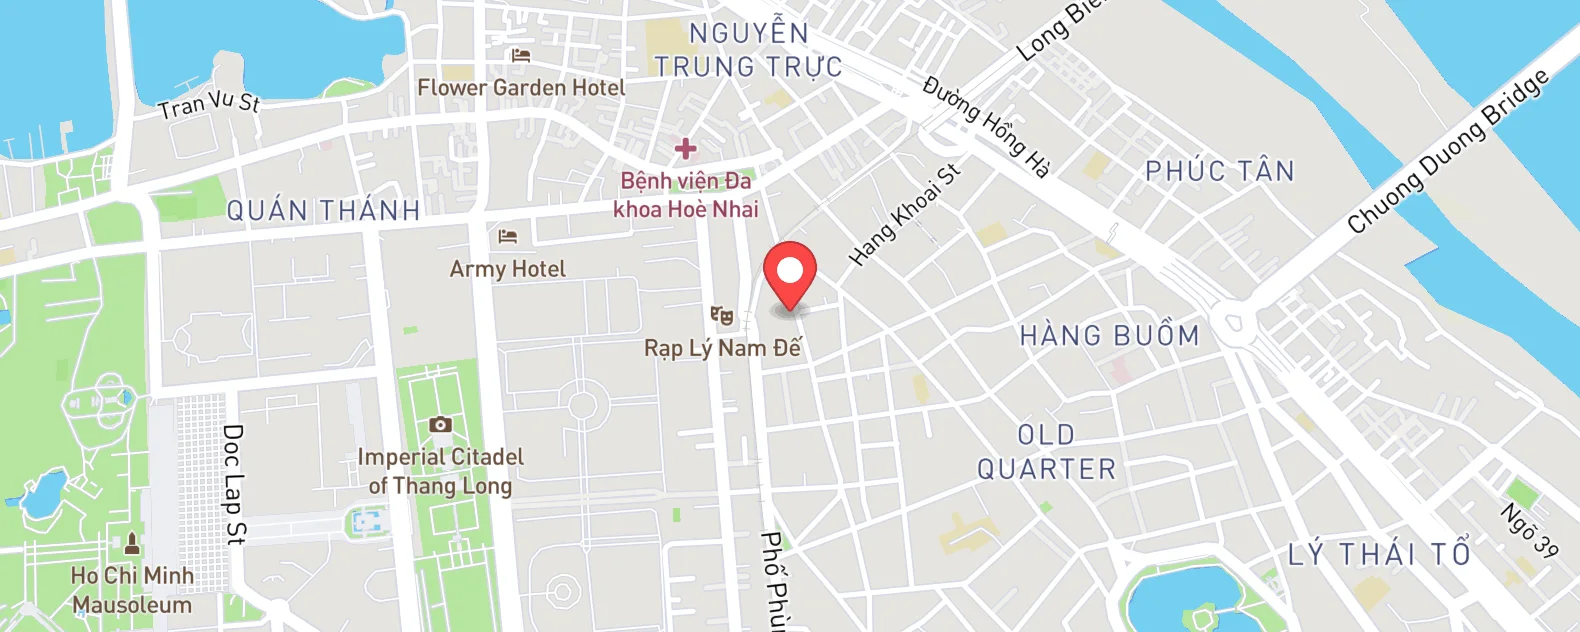 NGUYỄN
TRUNG TRỰC
Long Biên
Flower Garden Hotel
Tran Vu St
Đường Hồng Hà
Chuong Duong Bridge
PHÚC TÂN
Bệnh viện Đa
khoa Hoè Nhai
QUÁN THÁNH
Hang Khoai St
Army Hotel
Rạp Lý Nam Đế
HÀNG BUỒM
Doc Lap St
Imperial Citadel
of Thang Long
OLD
QUARTER
Ngõ 39
Phố Phùn
LÝ THÁI TỔ
Ho Chi Minh
Mausoleum